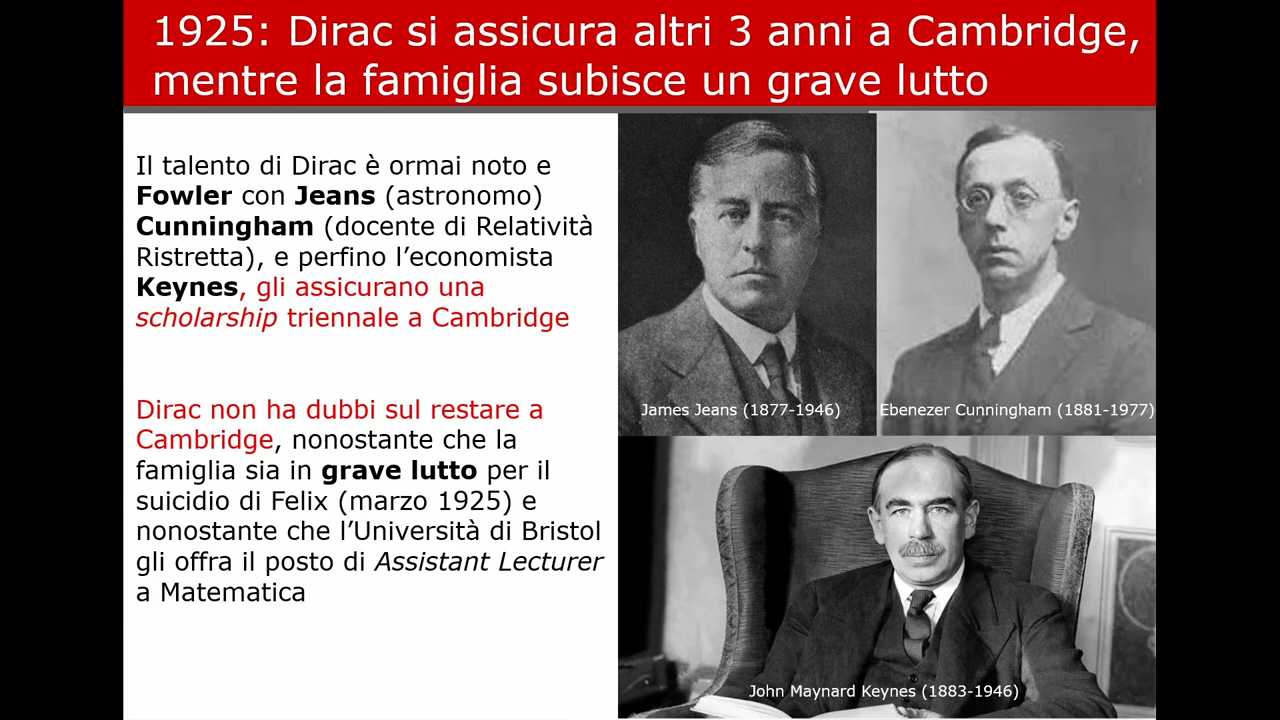 1925: Dirac si assicura altri 3 anni a Cambridge,
mentre la famiglia subisce un grave lutto
Il talento di Dirac è ormai noto e
Fowler con Jeans (astronomo)
Cunningham (docente di Relatività
Ristretta), e perfino l’economista
Keynes, gli assicurano una
scholarship triennale a Cambridge
Dirac non ha dubbi sul restare a
Cambridge, nonostante che la
famiglia sia in grave lutto per il
suicidio di Felix (marzo 1925) e
nonostante che l’Università di Bristol
gli offra il posto di Assistant Lecturer
a Matematica
James Jeans (1877-1946)
Ebenezer Cunningham (1881-1977)
John Maynard Keynes (1883-1946)